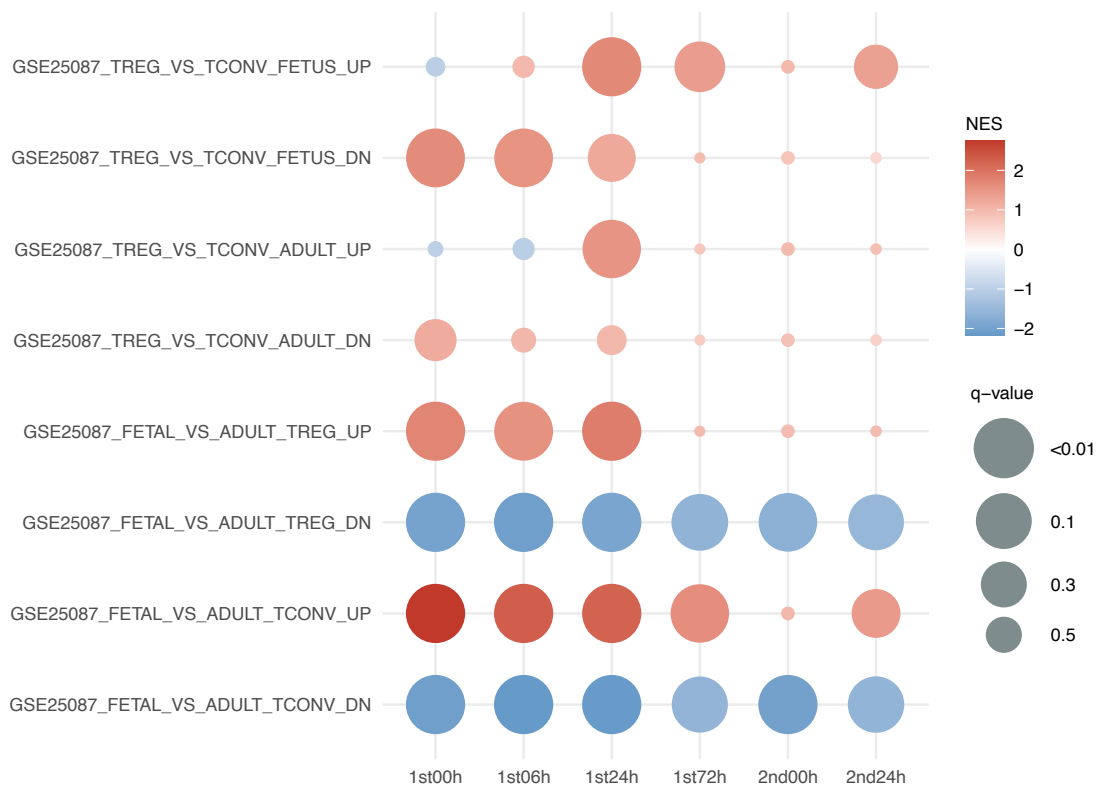 GSE25087_TREG_VS_TCONV_FETUS_UP
GSE25087_TREG_VS_TCONV_FETUS_DN
GSE25087_TREG_VS_TCONV_ADULT_UP
GSE25087_TREG_VS_TCONV_ADULT_DN
GSE25087_FETAL_VS_ADULT_TREG_UP
GSE25087_FETAL_VS_ADULT_TREG_DN
GSE25087_FETAL_VS_ADULT_TCONV_UP
GSE25087_FETAL_VS_ADULT_TCONV_DN
1st00h 1st06h 1st24h 1st72h 2nd00h 2nd24h
NES
2
1
0
−1
−2
q−value
<0.01
0.1
0.3
0.5